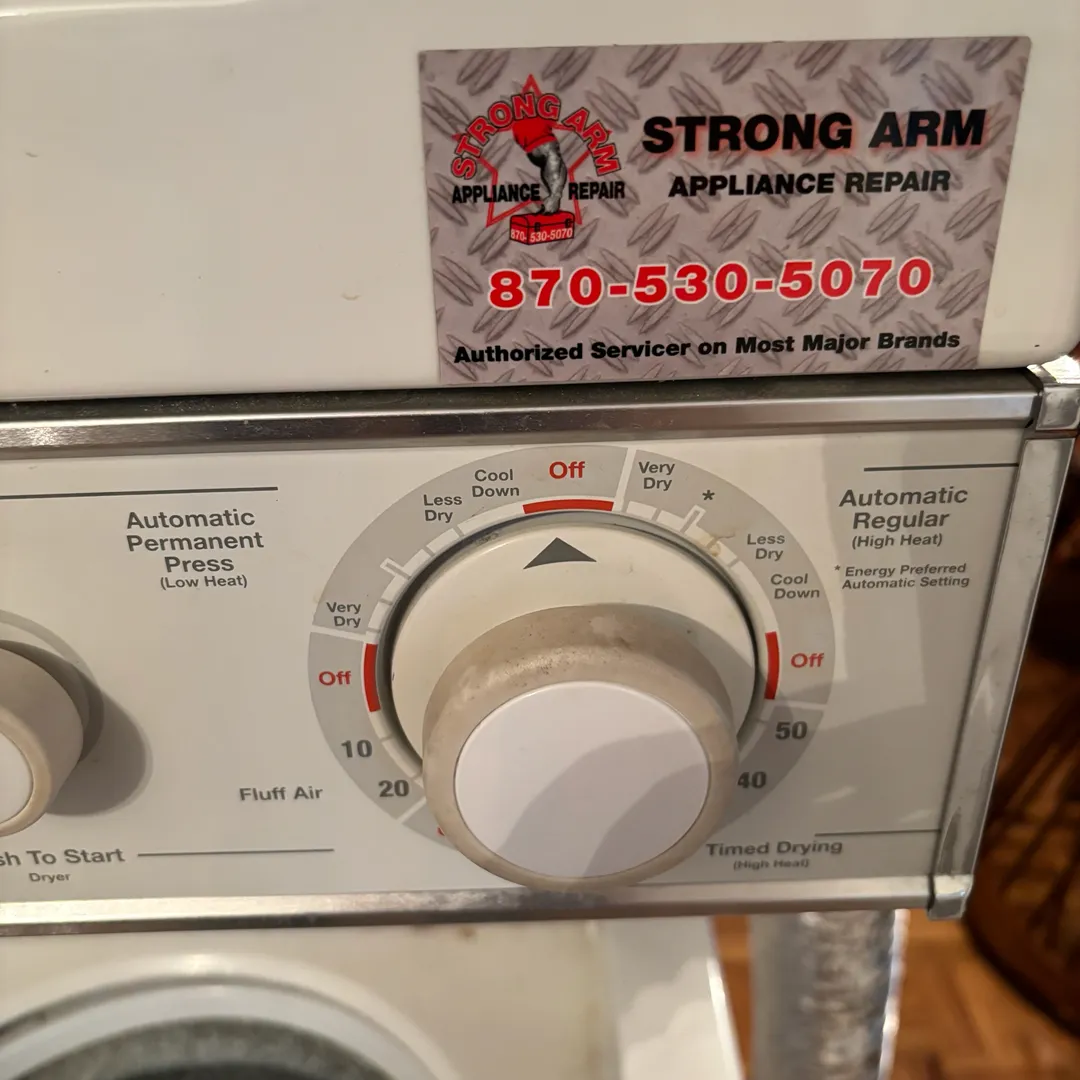 STRONG ARM
APPLIANCE REPAIR
870-530-5070
STRONG ARM
APPLIANCE REPAIR
870-530-5070
Authorized Servicer on Most Major Brands
Automatic
Permanent
Press
(Low Heat)
Very
Dry
Less
Dry
Cool
Down
Off
Very
Dry
*
Less
Dry
Cool
Down
Off
50
40
Off
10
20
Fluff Air
Automatic
Regular
(High Heat)
* Energy Preferred
Automatic Setting
Timed Drying
(High Heat)
To Start
Dryer